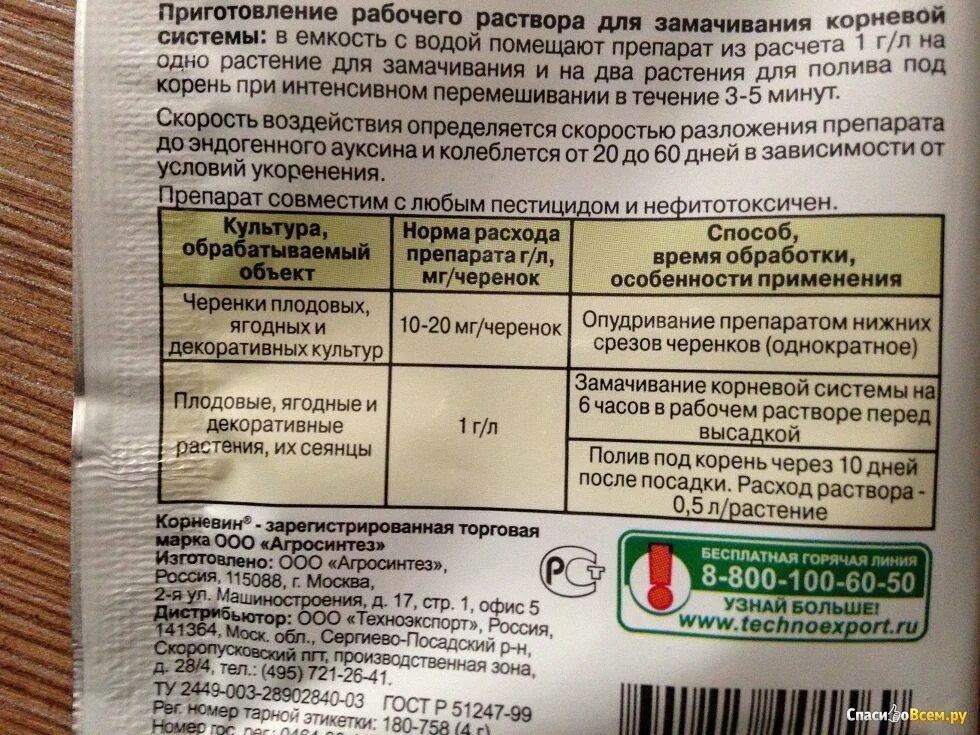 Приготовление рабочего раствора для замачивания корневой
системы: в емкость с водой помещают препарат из расчета 1 г/л на
одно растение для замачивания и на два растения для полива под
корень при интенсивном перемешивании в течение 3-5 минут.
Скорость воздействия определяется скоростью разложения препарата
до эндогенного ауксина и колеблется от 20 до 60 дней в зависимости от
условий укоренения.
Препарат совместим с любым пестицидом и нефитотоксичен.
Культура,
обрабатываемый
объект
Норма расхода
препарата г/л,
мг/черенок
Способ,
время обработки,
особенности применения
Черенки плодовых,
ягодных и
декоративных культур
10-20 мг/черенок
Опудривание препаратом нижних
срезов черенков (однократное)
Плодовые, ягодные и
декоративные
растения, их сеянцы
1 г/л
Замачивание корневой системы на
6 часов в рабочем растворе перед
высадкой
Полив под корень через 10 дней
после посадки. Расход раствора -
0,5 л/растение
Корневин® - зарегистрированная торговая
марка ООО «Агросинтез»
Изготовлено: ООО «Агросинтез»,
Россия, 115088, г. Москва,
2-я ул. Машиностроения, д. 17, стр. 1, офис 5
Дистрибьютор: ООО «Техноэкспорт», Россия,
141364, Моск. обл., Сергиево-Посадский р-н,
Скоропусковский пгт, производственная зона,
д. 28/4, тел.: (495) 721-26-41.
ТУ 2449-003-28902840-03 ГОСТ Р 51247-99
Рег. номер тарной этикетки: 180-758 (4 г)
Номер гос. рег.: 0464
РСТ
БЕСПЛАТНАЯ ГОРЯЧАЯ ЛИНИЯ
8-800-100-60-50
УЗНАЙ БОЛЬШЕ!
www.technoexport.ru
СпасибоВсем.ру